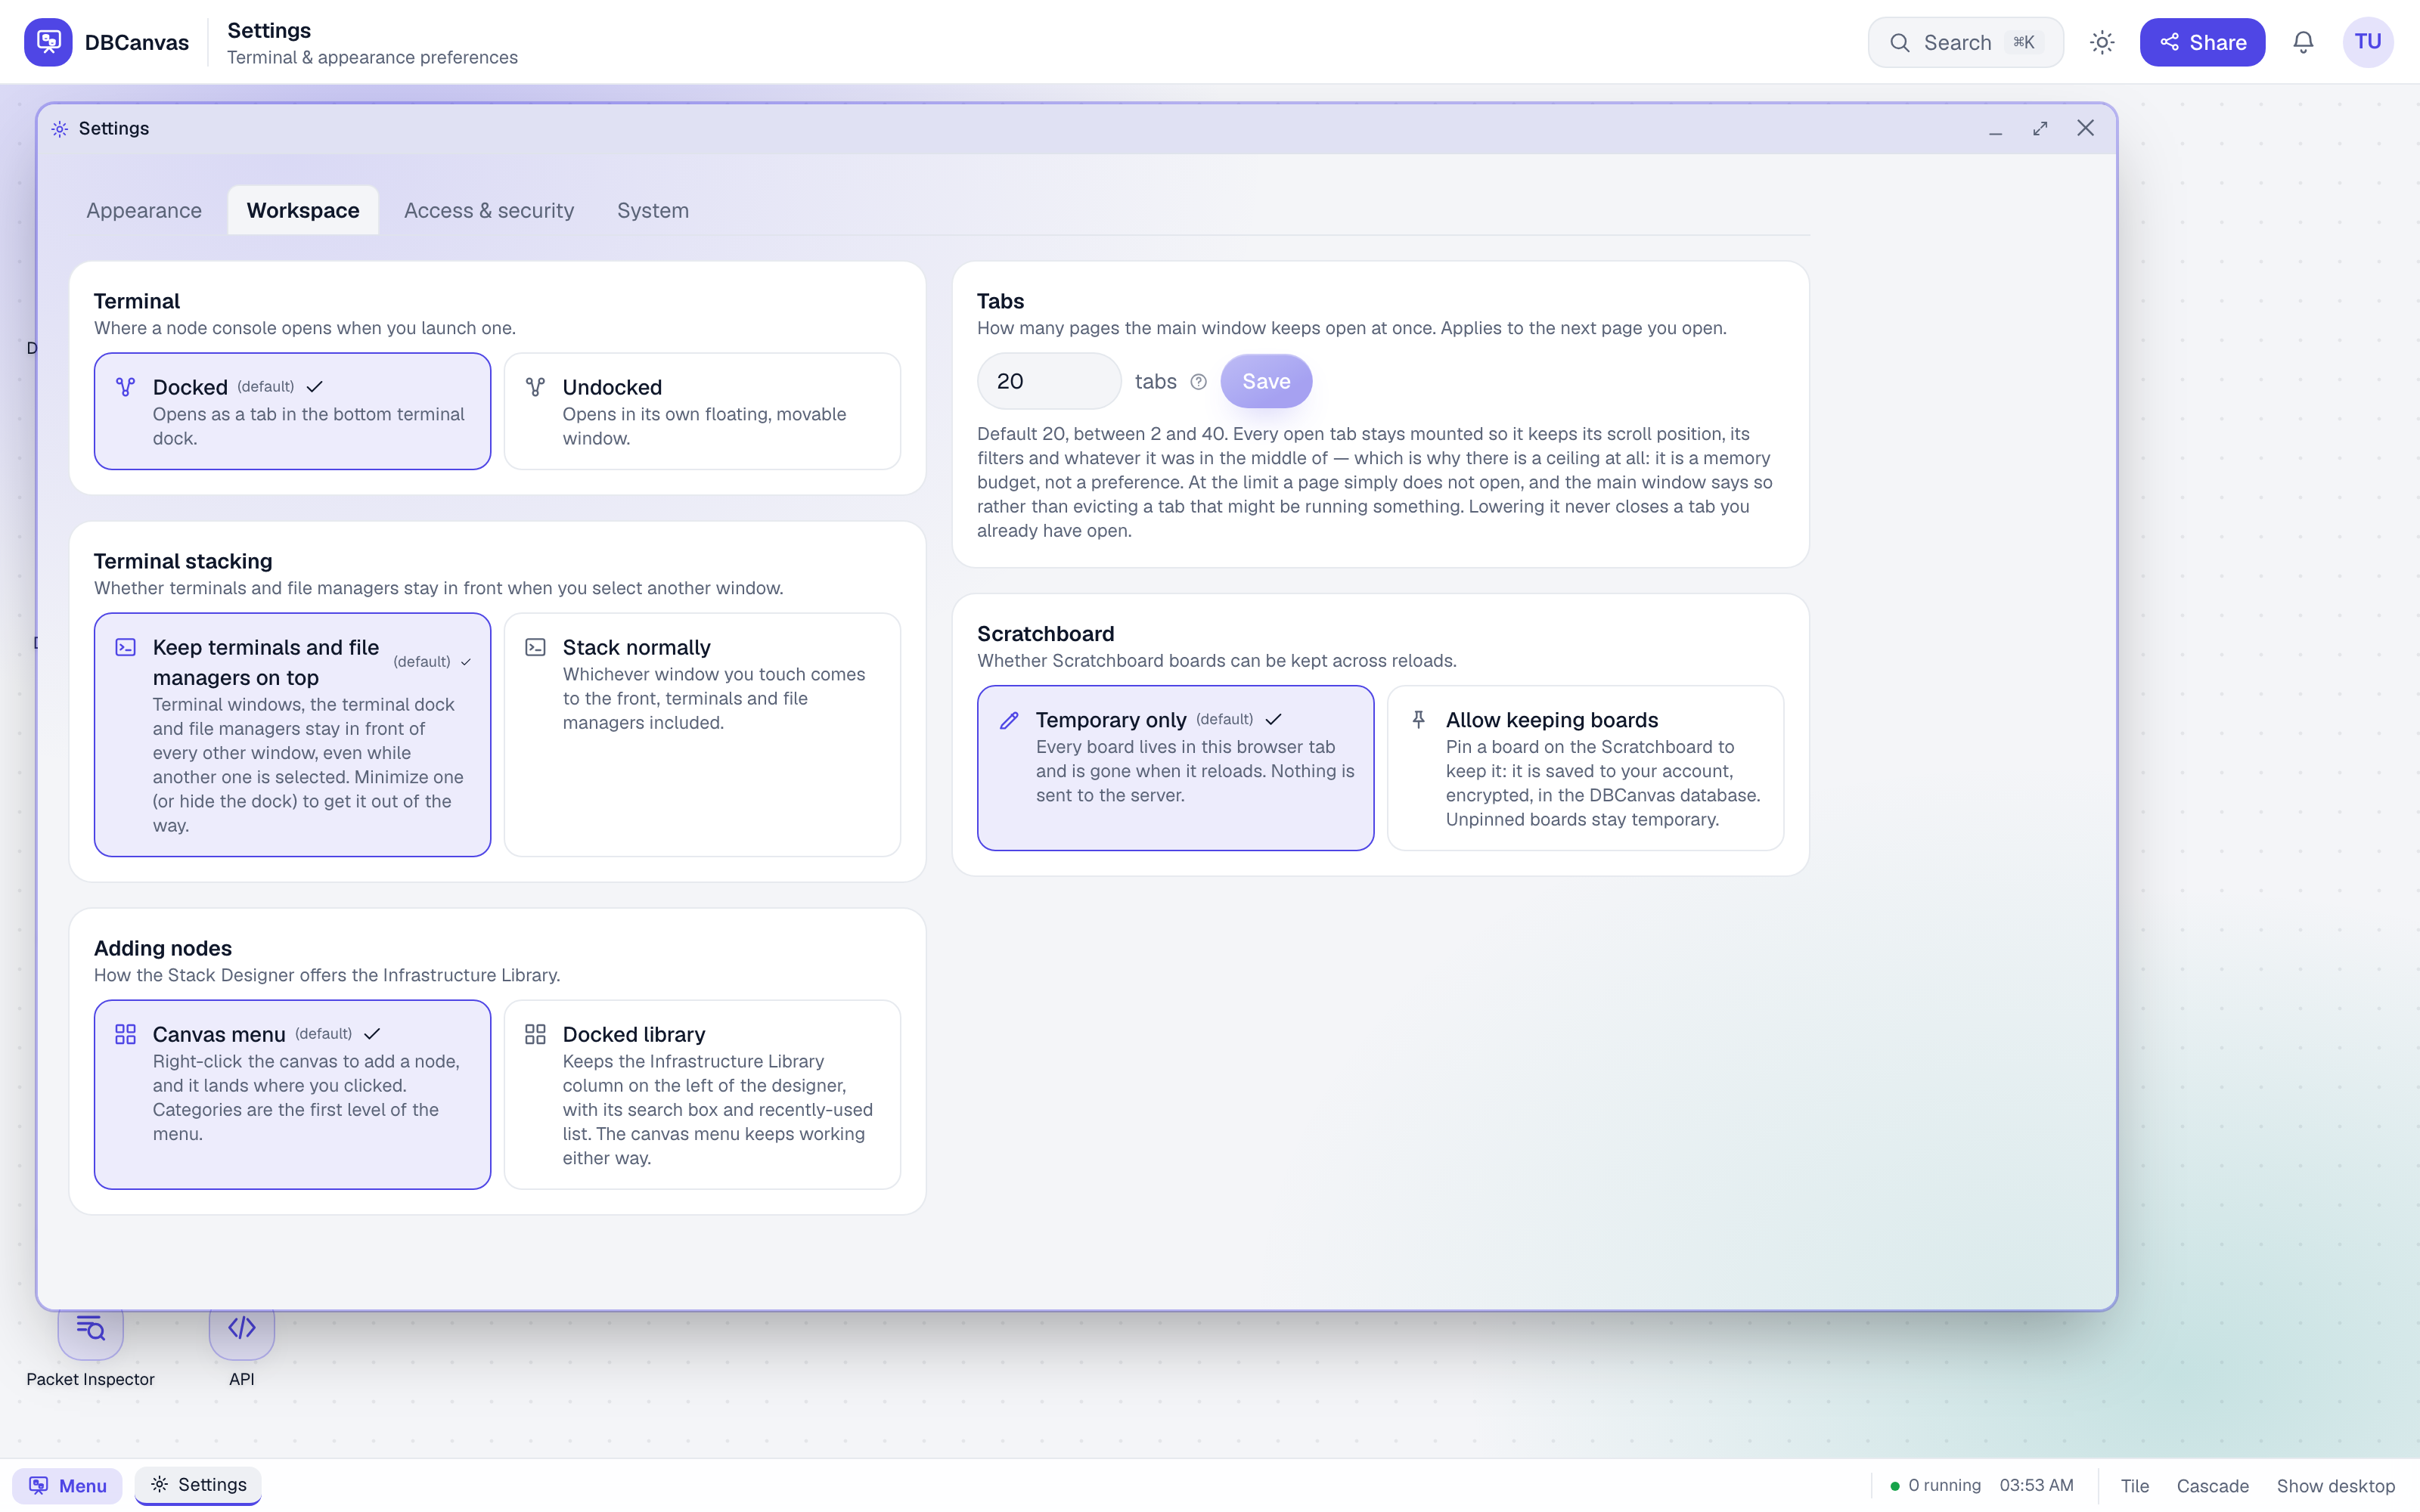 DBCanvas
Settings
Terminal & appearance preferences
Search ⌘K
Share
TU
Settings
Appearance
Workspace
Access & security
System
Terminal
Where a node console opens when you launch one.
Docked (default)
Opens as a tab in the bottom terminal
dock.
Undocked
Opens in its own floating, movable
window.
Terminal stacking
Whether terminals and file managers stay in front when you select another window.
Keep terminals and file
managers on top
(default)
Terminal windows, the terminal dock
and file managers stay in front of
every other window, even while
another one is selected. Minimize one
(or hide the dock) to get it out of the
way.
Stack normally
Whichever window you touch comes
to the front, terminals and file
managers included.
Adding nodes
How the Stack Designer offers the Infrastructure Library.
Canvas menu (default)
Right-click the canvas to add a node,
and it lands where you clicked.
Categories are the first level of the
menu.
Docked library
Keeps the Infrastructure Library
column on the left of the designer,
with its search box and recently-used
list. The canvas menu keeps working
either way.
Tabs
How many pages the main window keeps open at once. Applies to the next page you open.
20
tabs
Save
Default 20, between 2 and 40. Every open tab stays mounted so it keeps its scroll position, its
filters and whatever it was in the middle of — which is why there is a ceiling at all: it is a memory
budget, not a preference. At the limit a page simply does not open, and the main window says so
rather than evicting a tab that might be running something. Lowering it never closes a tab you
already have open.
Scratchboard
Whether Scratchboard boards can be kept across reloads.
Temporary only (default)
Every board lives in this browser tab
and is gone when it reloads. Nothing is
sent to the server.
Allow keeping boards
Pin a board on the Scratchboard to
keep it: it is saved to your account,
encrypted, in the DBCanvas database.
Unpinned boards stay temporary.
Packet Inspector
API
Menu
Settings
0 running
03:53 AM
Tile
Cascade
Show desktop